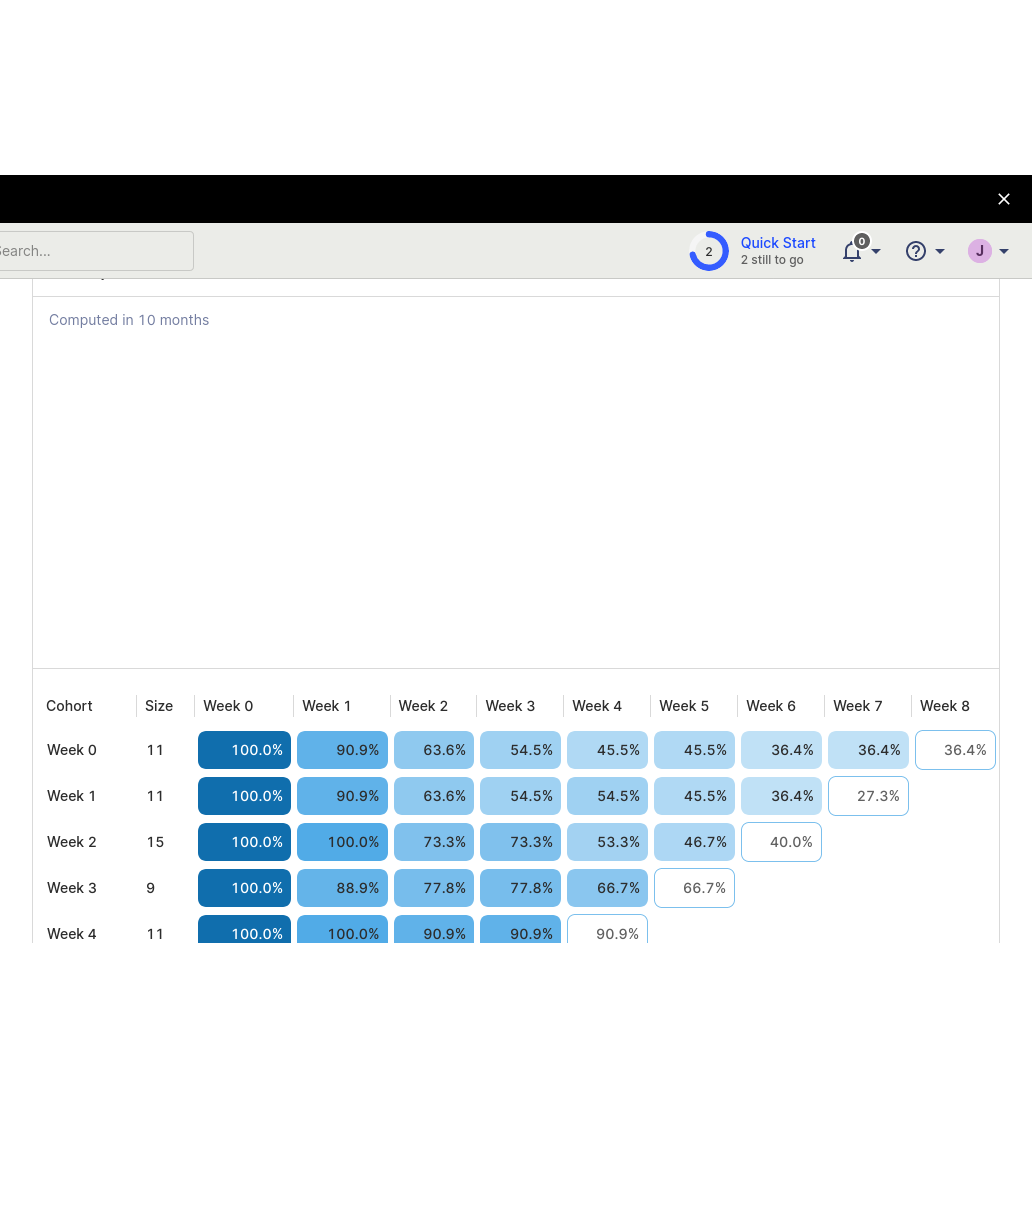 Search...
2
Quick Start
2 still to go
0
J
Computed in 10 months
Cohort Size Week 0 Week 1 Week 2 Week 3 Week 4 Week 5 Week 6 Week 7 Week 8
Week 0 11 100.0% 90.9% 63.6% 54.5% 45.5% 45.5% 36.4% 36.4% 36.4%
Week 1 11 100.0% 90.9% 63.6% 54.5% 54.5% 45.5% 36.4% 27.3%
Week 2 15 100.0% 100.0% 73.3% 73.3% 53.3% 46.7% 40.0%
Week 3 9 100.0% 88.9% 77.8% 77.8% 66.7% 66.7%
Week 4 11 100.0% 100.0% 90.9% 90.9% 90.9%